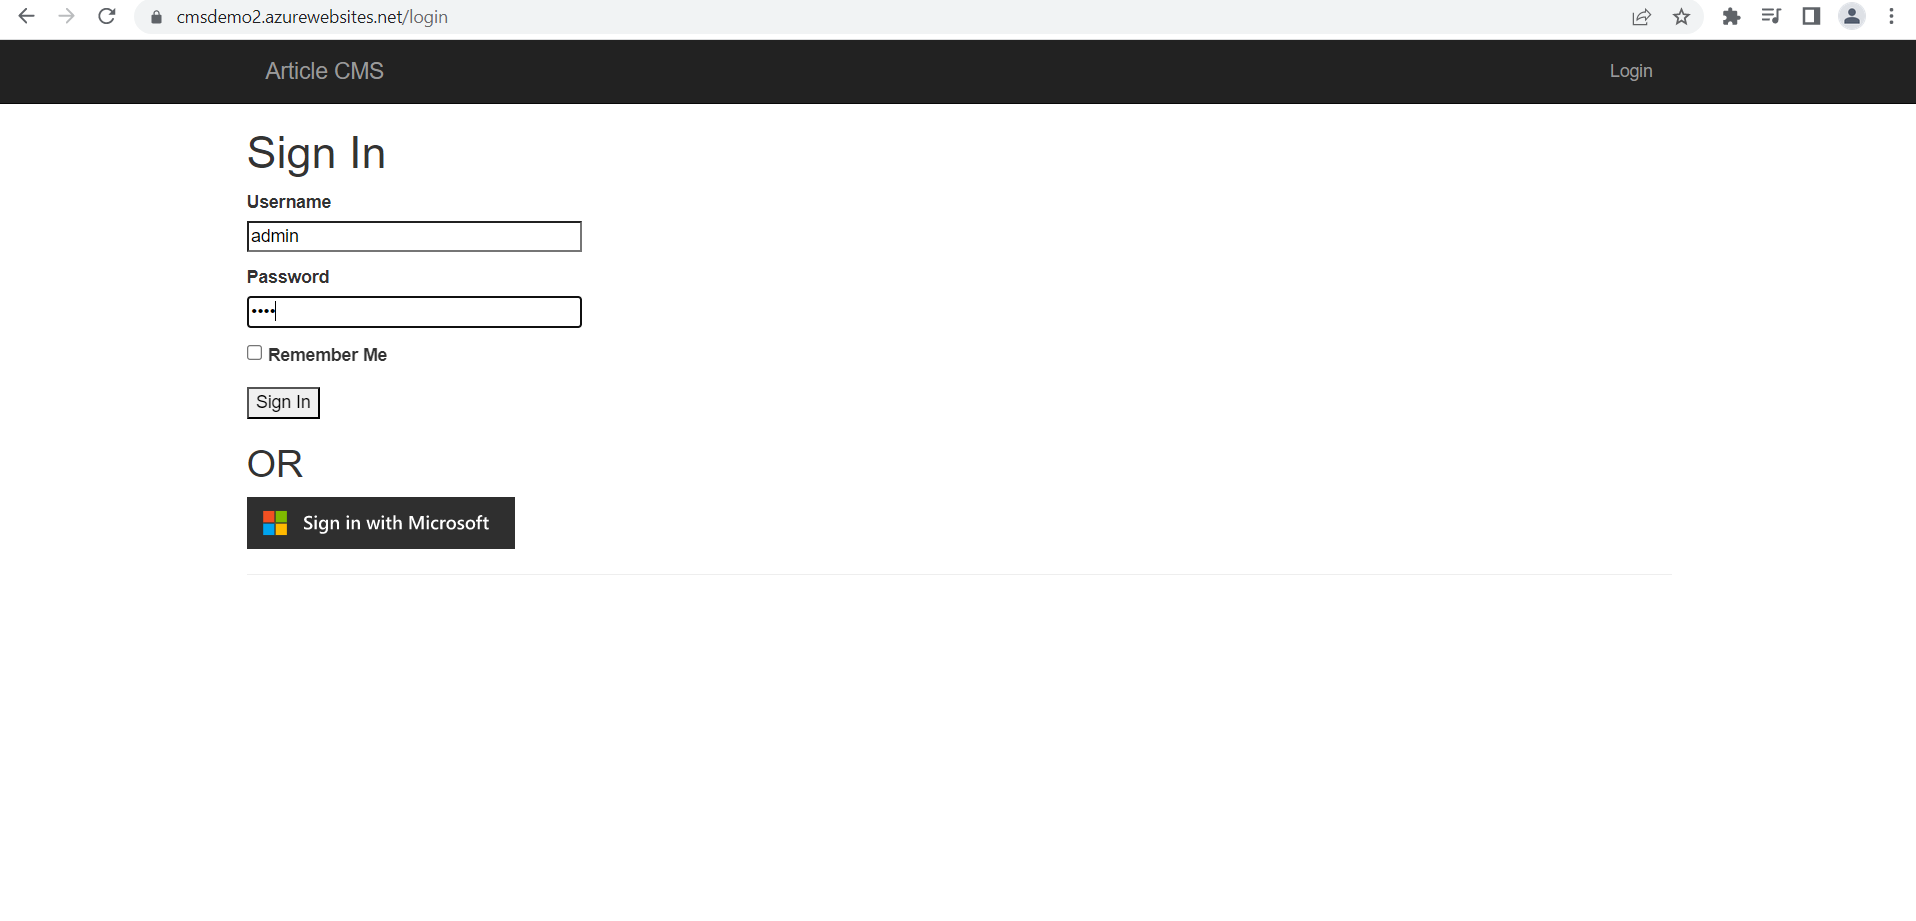 cmsdemo2.azurewebsites.net/login
Article CMS
Login
Sign In
Username
admin
Password
••••
Remember Me
Sign In
OR
Sign in with Microsoft